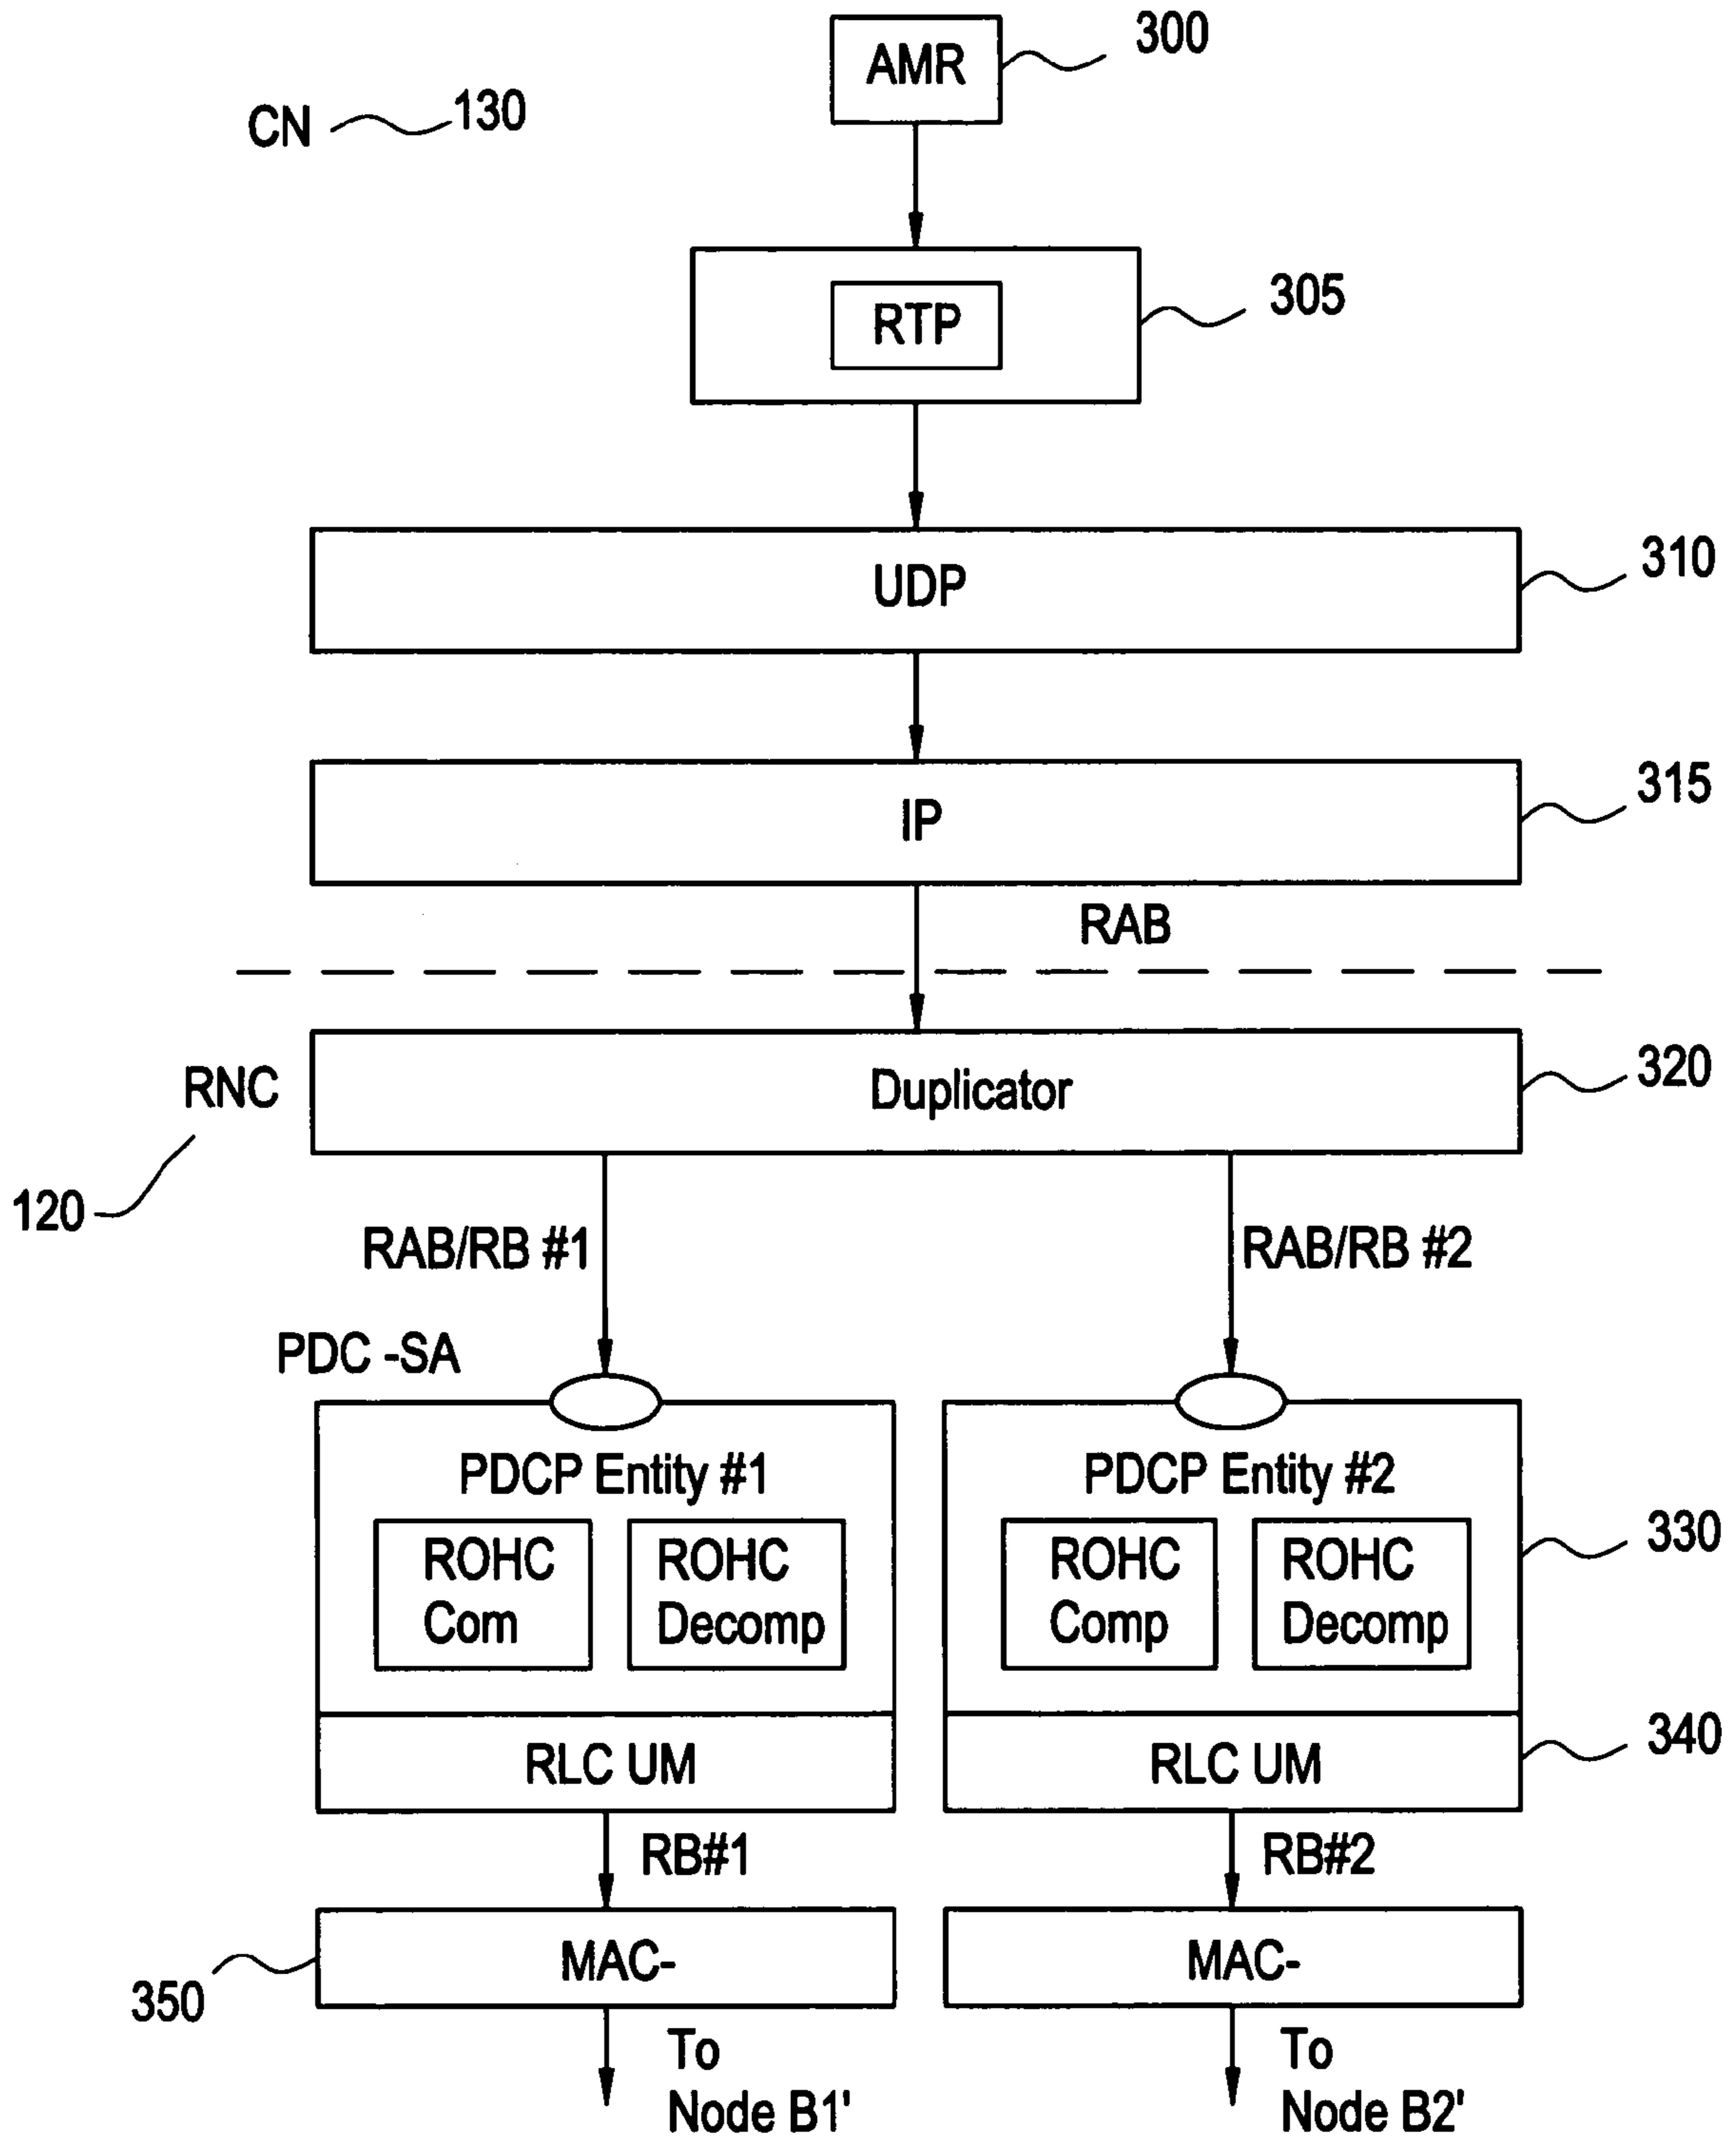 AMR
300
CN
130
RTP
305
UDP
310
IP
315
RAB
RNC
Duplicator
320
120
RAB/RB #1
RAB/RB #2
PDC -SA
PDCP Entity #1
PDCP Entity #2
ROHC
Com
ROHC
Decomp
ROHC
Comp
ROHC
Decomp
330
RLC UM
RLC UM
340
RB#1
RB#2
MAC-
MAC-
350
To
Node B1'
To
Node B2'